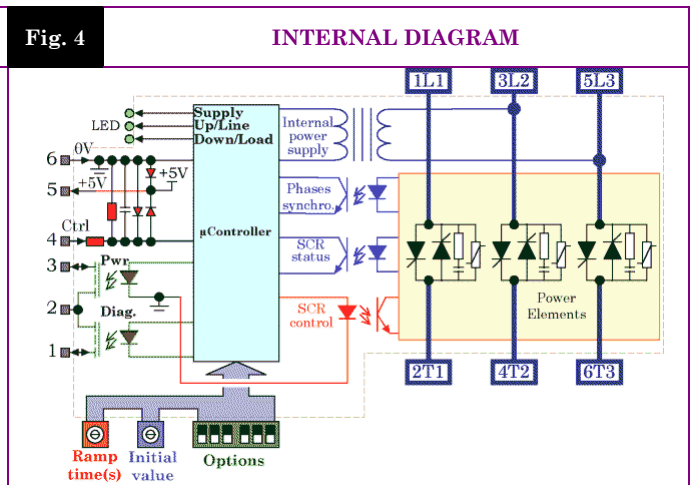 Fig. 4
INTERNAL DIAGRAM
1L1
3L2
5L3
LED
Supply
Up/Line
Down/Load
Internal
power
supply
6
0V
5
+5V
+5V
Phases
synchro.
Ctrl
4
µController
SCR
status
3
Pwr
2
Diag.
SCR
control
Power
Elements
1
2T1
4T2
6T3
Ramp
time(s)
Initial
value
Options